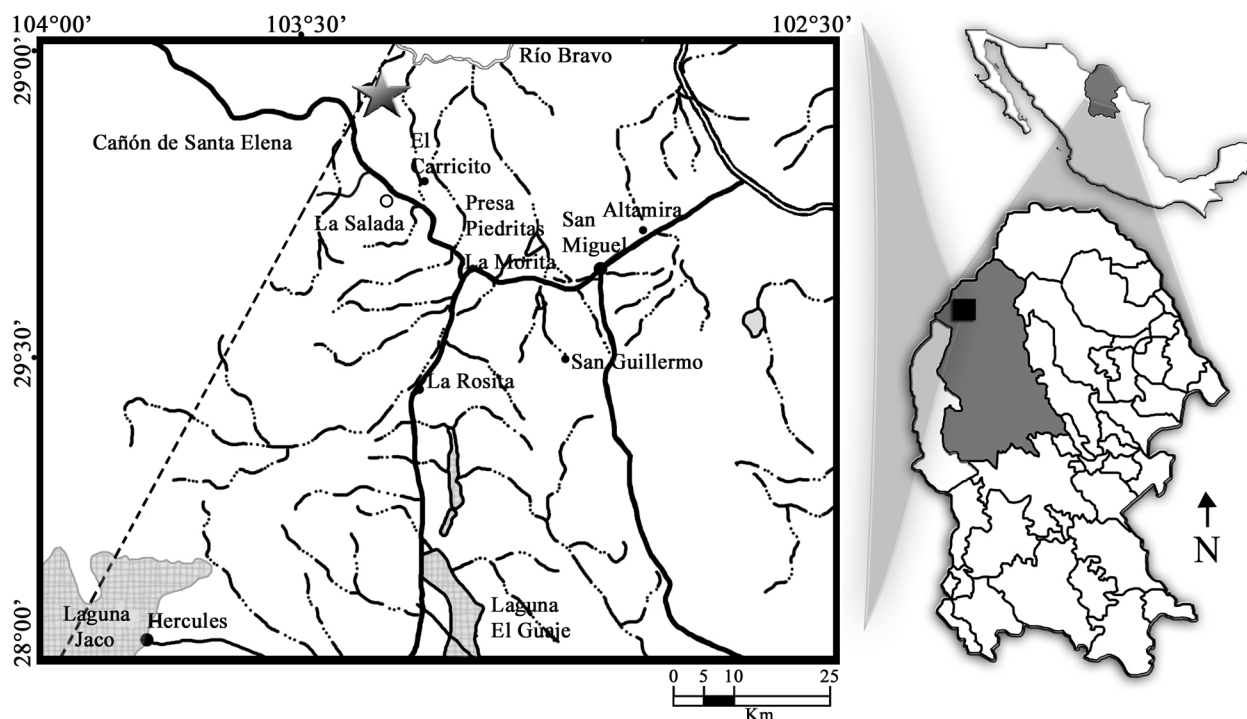 104°00’
103°30’
102°30’
29°00’
Río Bravo
Cañón de Santa Elena
El
Carricito
La Salada
Presa
Piedritas
San
Miguel
Altamira
La Morita
29°30’
San Guillermo
La Rosita
Laguna
Jaco
Hercules
Laguna
El Guaje
28°00’
0 5 10 25
Km
N